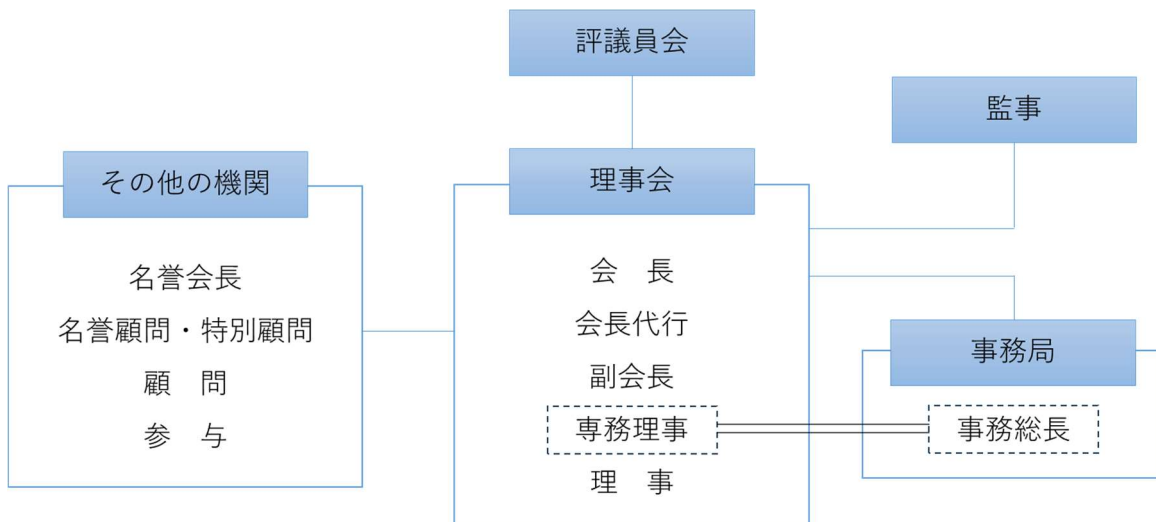 評議員会
監事
その他の機関
名誉会長
名誉顧問・特別顧問
顧　問
参　与
理事会
会　長
会長代行
副会長
専務理事
理　事
事務局
事務総長